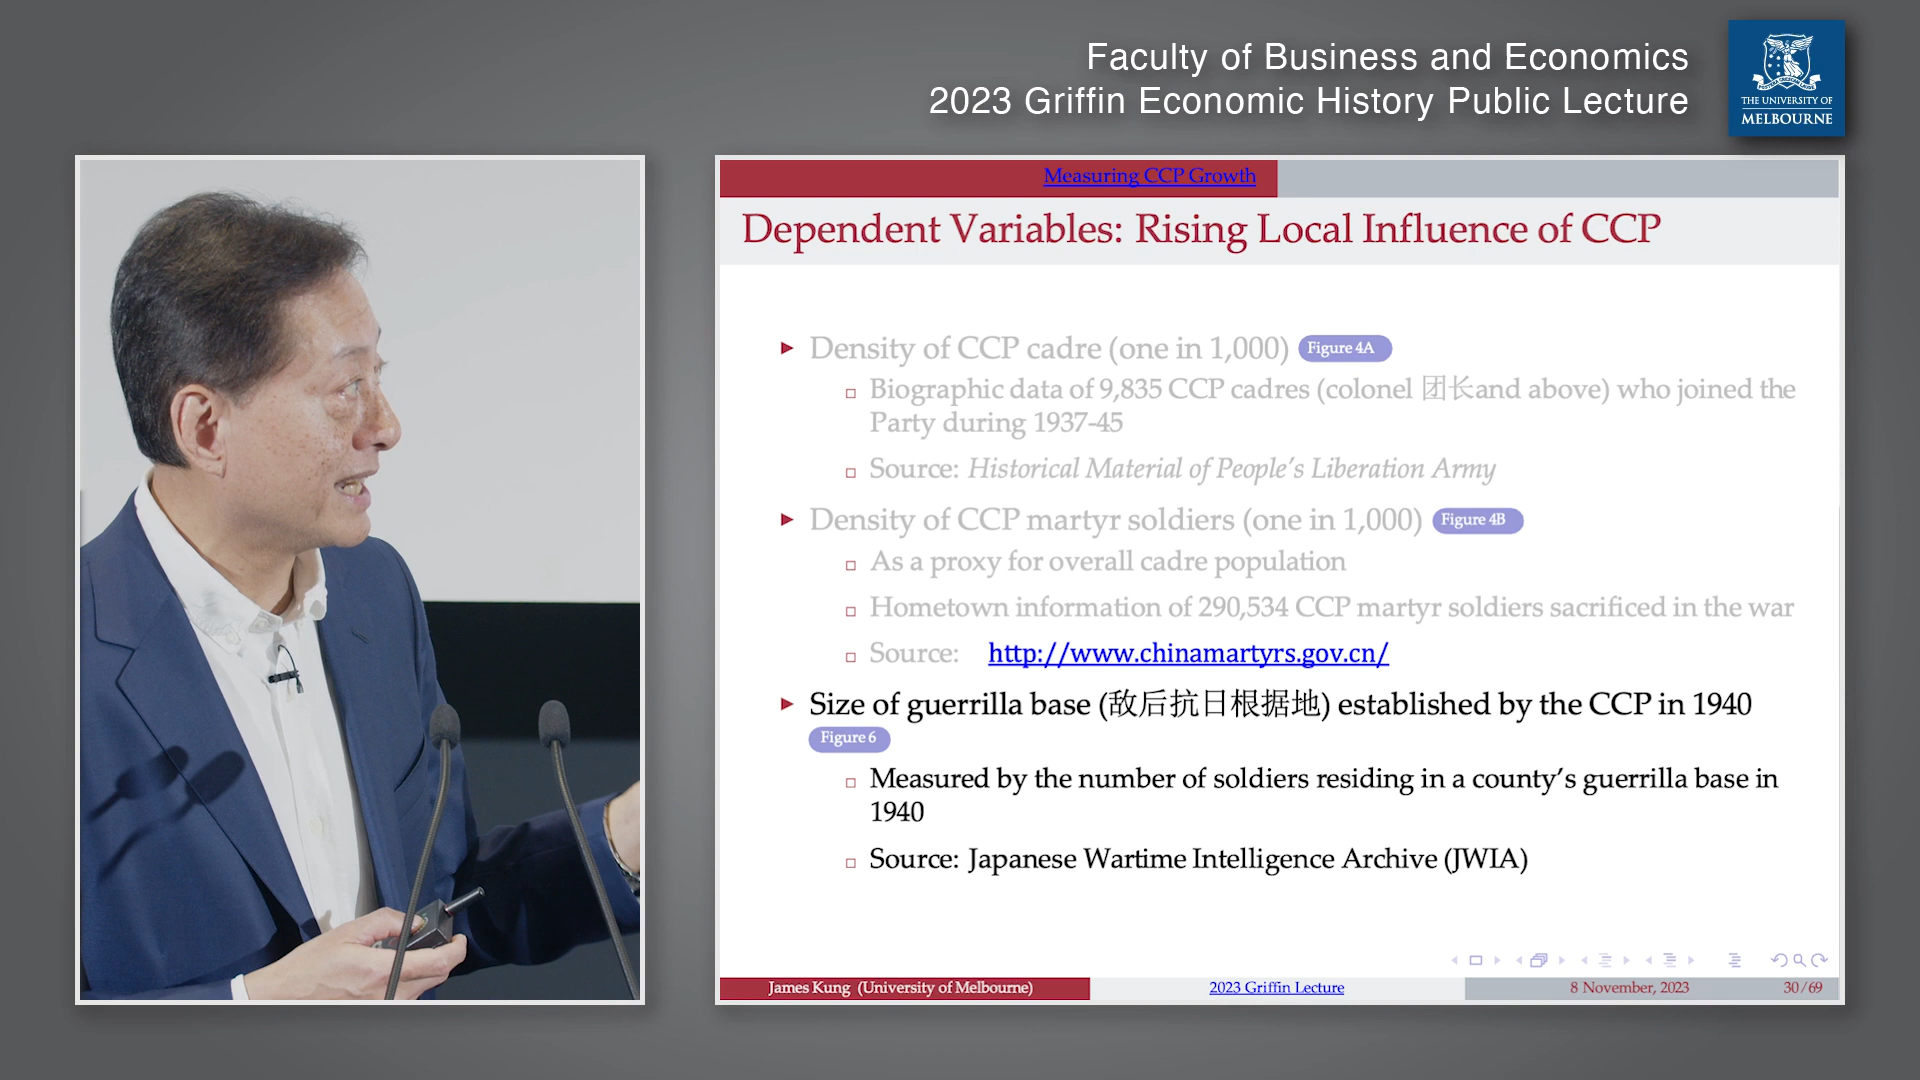 Faculty of Business and Economics
2023 Griffin Economic History Public Lecture
THE UNIVERSITY OF
MELBOURNE
Measuring CCP Growth
Dependent Variables: Rising Local Influence of CCP
Density of CCP cadre (one in 1,000) Figure 4A
Biographic data of 9,835 CCP cadres (colonel 团长and above) who joined the
Party during 1937-45
Source: Historical Material of People's Liberation Army
Density of CCP martyr soldiers (one in 1,000) Figure 4B
As a proxy for overall cadre population
Hometown information of 290,534 CCP martyr soldiers sacrificed in the war
Source: http://www.chinamartyrs.gov.cn/
Size of guerrilla base (敌后抗日根据地) established by the CCP in 1940
Figure 6
Measured by the number of soldiers residing in a county's guerrilla base in
1940
Source: Japanese Wartime Intelligence Archive (JWIA)
James Kung (University of Melbourne) 2023 Griffin Lecture 8 November, 2023 30/69